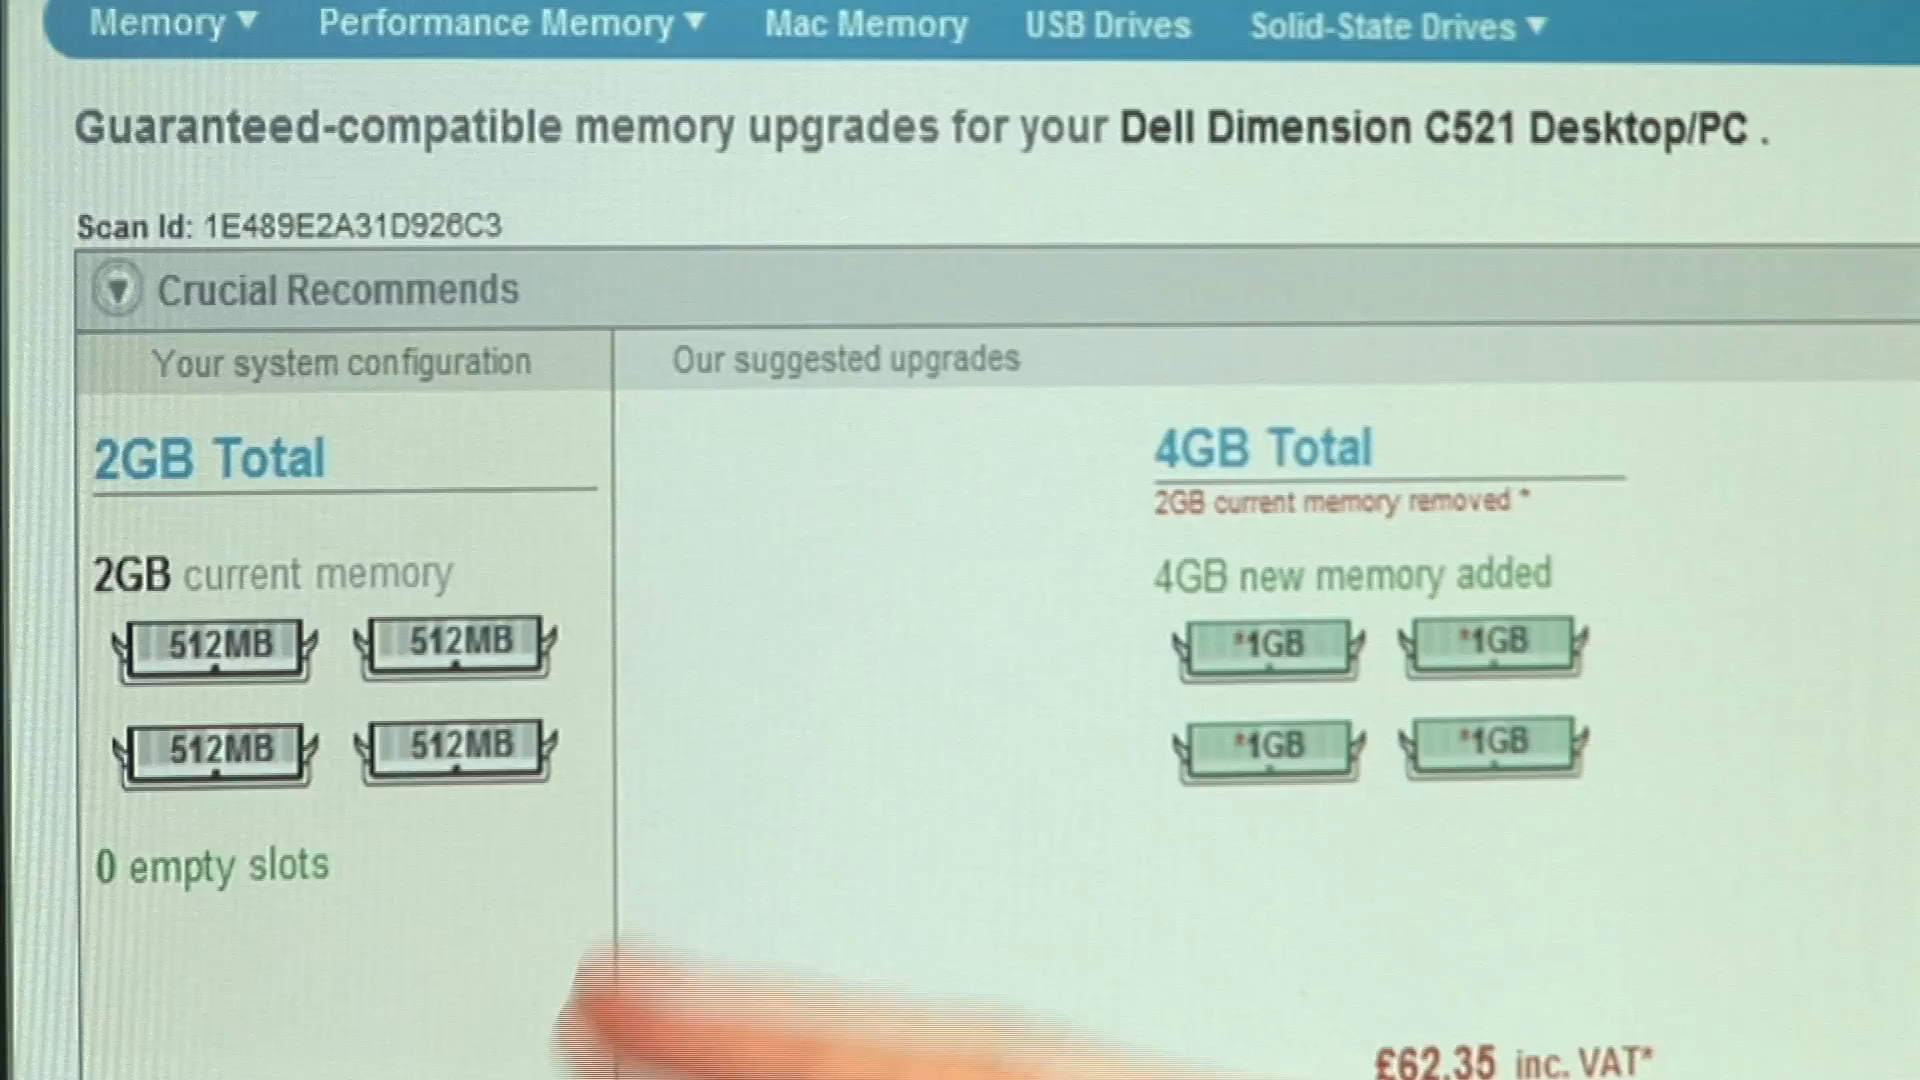 Memory ▼ Performance Memory ▼ Mac Memory USB Drives Solid-State Drives ▼
Guaranteed-compatible memory upgrades for your Dell Dimension C521 Desktop/PC .
Scan Id: 1E489E2A31D926C3
Crucial Recommends
Your system configuration
Our suggested upgrades
2GB Total
2GB current memory
512MB 512MB
512MB 512MB
0 empty slots
4GB Total
2GB current memory removed *
4GB new memory added
*1GB *1GB
*1GB *1GB
£62.35 inc. VAT*